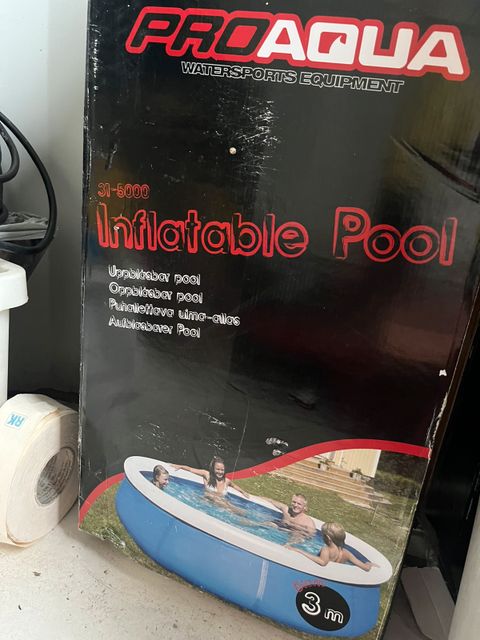 PROAQUA
WATERSPORTS EQUIPMENT
31-5000
Inflatable Pool
Uppblåsbar pool
Oppblåsbar pool
Puhallettava uima-allas
Aufblasbarer Pool
3 m
RK